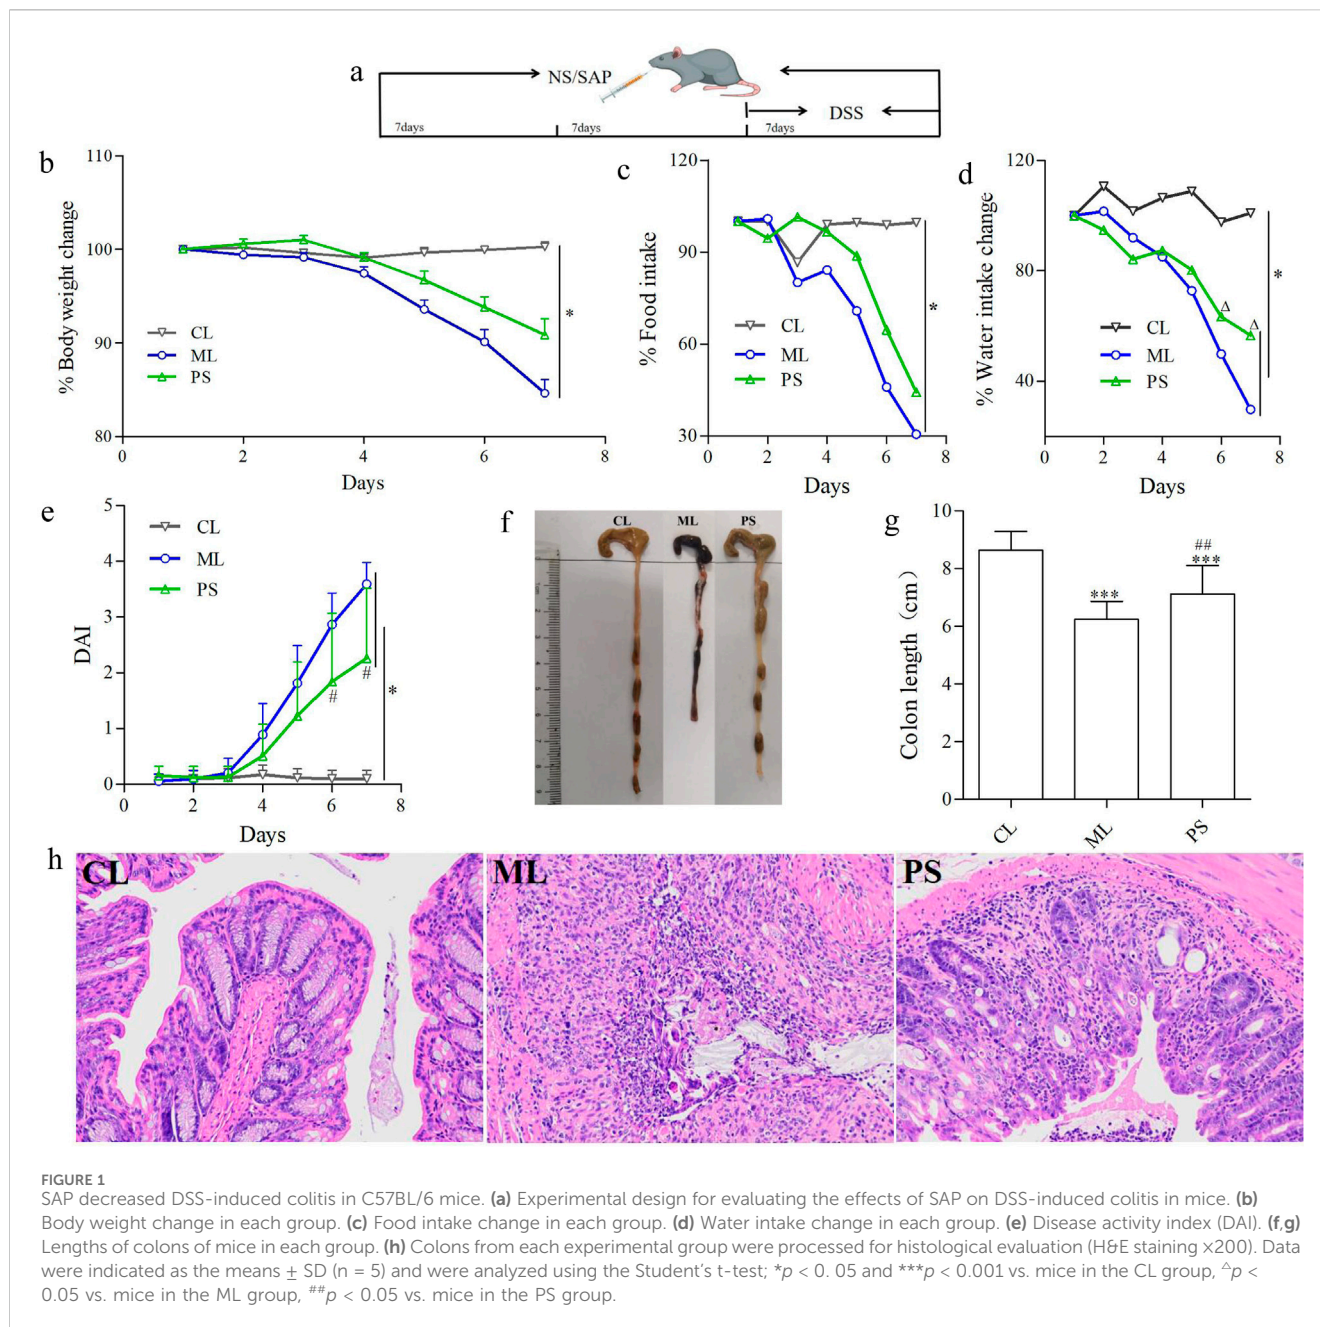 a
NS/SAP
DSS
7days
7days
7days
b
% Body weight change
110
100
90
80
CL
ML
PS
*
0
2
4
6
8
Days
c
% Food intake
120
90
60
30
CL
ML
PS
*
0
2
4
6
8
Days
d
% Water intake change
120
80
40
CL
ML
PS
Δ
Δ
*
0
2
4
6
8
Days
e
DAI
5
4
3
2
1
0
CL
ML
PS
#
#
*
0
2
4
6
8
Days
f
CL
ML
PS
g
Colon length (cm)
10
8
6
4
2
0
***
##
***
CL
ML
PS
h
CL
ML
PS
FIGURE 1
SAP decreased DSS-induced colitis in C57BL/6 mice. (a) Experimental design for evaluating the effects of SAP on DSS-induced colitis in mice. (b)
Body weight change in each group. (c) Food intake change in each group. (d) Water intake change in each group. (e) Disease activity index (DAI). (f,g)
Lengths of colons of mice in each group. (h) Colons from each experimental group were processed for histological evaluation (H&E staining ×200). Data
were indicated as the means ± SD (n = 5) and were analyzed using the Student's t-test; *p < 0. 05 and ***p < 0.001 vs. mice in the CL group, △p <
0.05 vs. mice in the ML group, ##p < 0.05 vs. mice in the PS group.